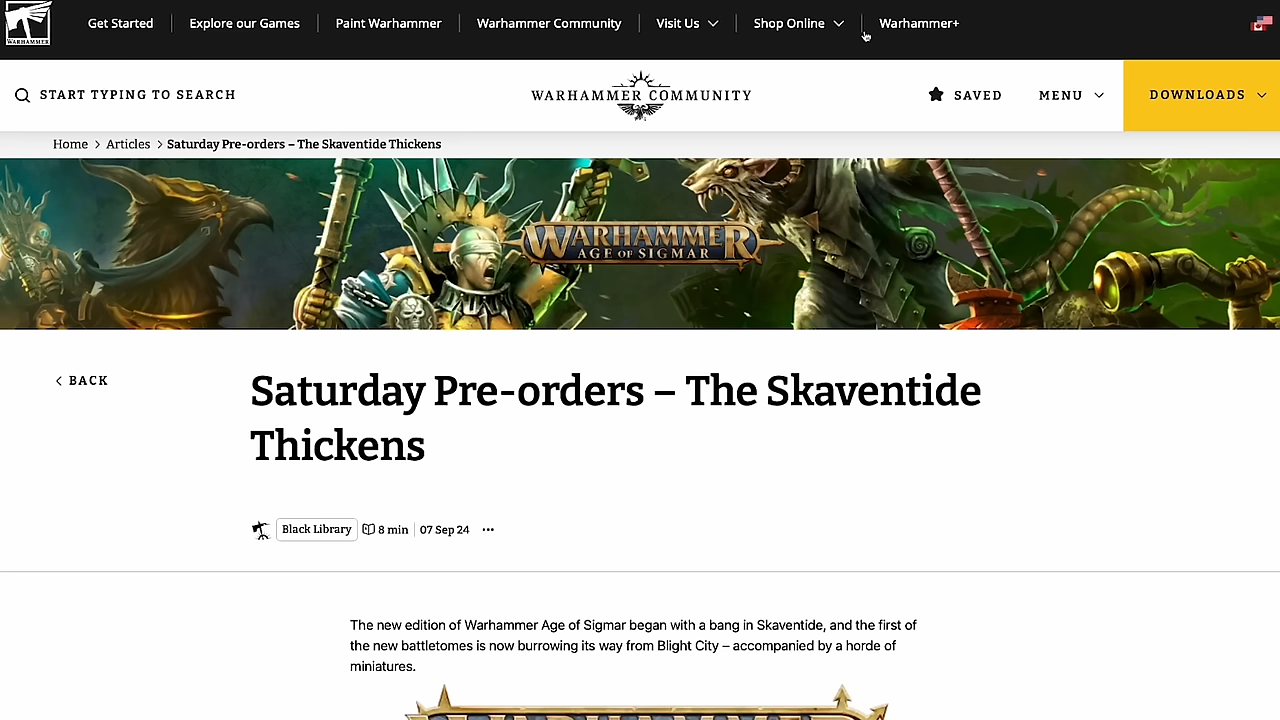 WARHAMMER
Get Started
Explore our Games
Paint Warhammer
Warhammer Community
Visit Us
Shop Online
Warhammer+
START TYPING TO SEARCH
WARHAMMER COMMUNITY
SAVED
MENU
DOWNLOADS
Home > Articles > Saturday Pre-orders – The Skaventide Thickens
WARHAMMER
AGE OF SIGMAR
BACK
Saturday Pre-orders – The Skaventide
Thickens
Black Library
8 min
07 Sep 24
The new edition of Warhammer Age of Sigmar began with a bang in Skaventide, and the first of
the new battletomes is now burrowing its way from Blight City – accompanied by a horde of
miniatures.